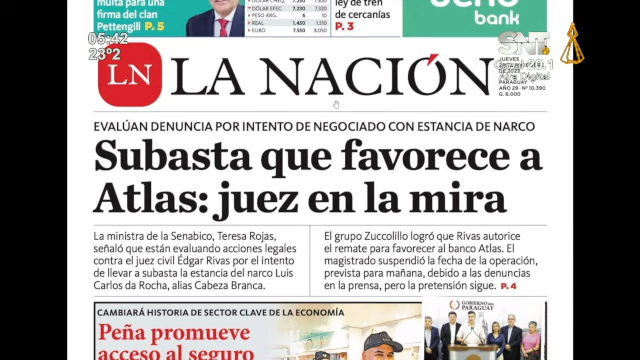 multa para una
firma del clan
Pettengill P. 5
DÓLAR CHEQ.
DÓLAR EFEC.
PESO ARG.
REAL
EURO
ley de tren
de cercanías
P. 3
bank
05:42
23°2
SNT
LN LA NACIÓN
JUEVES
PARAGUAY
AÑO 29 - Nº 10.390
G. 6.000
EVALÚAN DENUNCIA POR INTENTO DE NEGOCIADO CON ESTANCIA DE NARCO
Subasta que favorece a
Atlas: juez en la mira
La ministra de la Senabico, Teresa Rojas,
señaló que están evaluando acciones legales
contra el juez civil Édgar Rivas por el intento
de llevar a subasta la estancia del narco Luis
Carlos da Rocha, alias Cabeza Branca.
El grupo Zuccolillo logró que Rivas autorice
el remate para favorecer al banco Atlas. El
magistrado suspendió la fecha de la operación,
prevista para mañana, debido a las denuncias
en la prensa, pero la pretensión sigue. P. 4
CAMBIARÁ HISTORIA DE SECTOR CLAVE DE LA ECONOMÍA
Peña promueve
acceso al seguro
GOBIERNO DEL
PARAGUAY